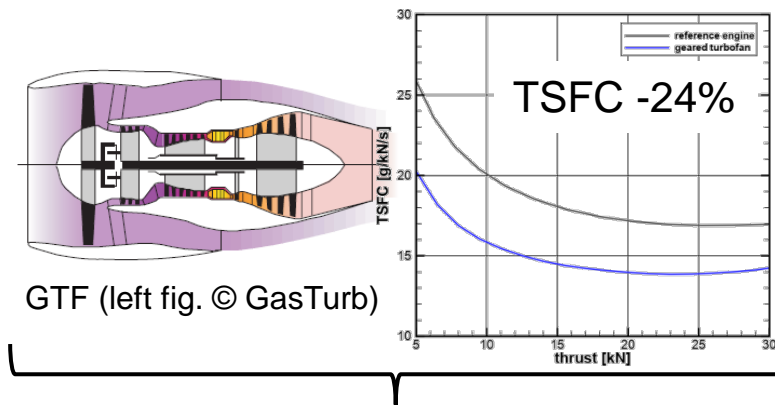 30
reference engine
geared turbofan
25
TSFC -24%
TSFC [g/kN/s]
20
15
10
5
10
15
20
25
30
thrust [kN]
GTF (left fig. © GasTurb)